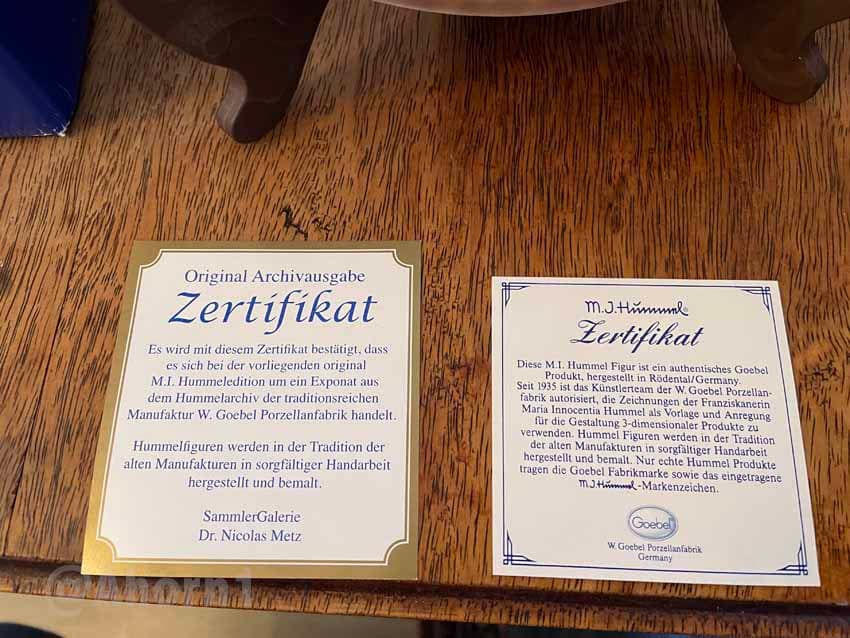 Original Archivausgabe
Zertifikat
Es wird mit diesem Zertifikat bestätigt, dass
es sich bei der vorliegenden original
M.I. Hummeledition um ein Exponat aus
dem Hummelarchiv der traditionsreichen
Manufaktur W. Goebel Porzellanfabrik handelt.
Hummelfiguren werden in der Tradition der
alten Manufakturen in sorgfältiger Handarbeit
hergestellt und bemalt.
SammlerGalerie
Dr. Nicolas Metz
M.J.Hümmel®
Zertifikat
Diese M.I. Hummel Figur ist ein authentisches Goebel
Produkt, hergestellt in Rödental/Germany.
Seit 1935 ist das Künstlerteam der W. Goebel Porzellan-
fabrik autorisiert, die Zeichnungen der Franziskanerin
Maria Innocentia Hummel als Vorlage und Anregung
für die Gestaltung 3-dimensionaler Produkte zu
verwenden. Hummel Figuren werden in der Tradition
der alten Manufakturen in sorgfältiger Handarbeit
hergestellt und bemalt. Nur echte Hummel Produkte
tragen die Goebel Fabrikmarke sowie das eingetragene
M.J.Hümmel-Markenzeichen.
Goebel
W. Goebel Porzellanfabrik
Germany
@Ahorn1